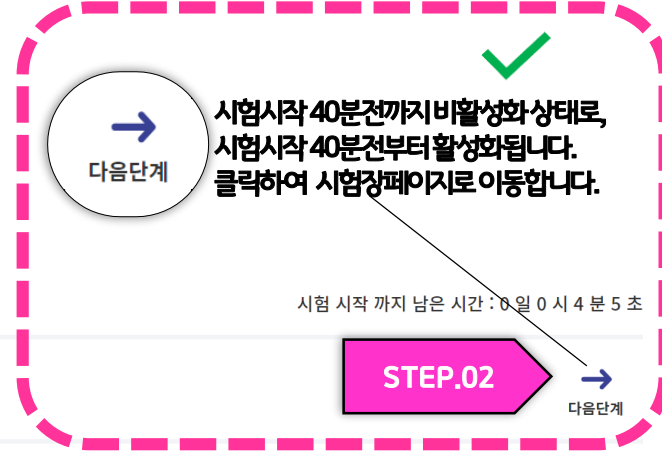 다음단계
시험시작 40분전까지 비활성화 상태로,
시험시작 40분전부터 활성화됩니다.
클릭하여 시험장페이지로 이동합니다.
시험 시작 까지 남은 시간 : 0 일 0 시 4 분 5 초
STEP.02
다음단계